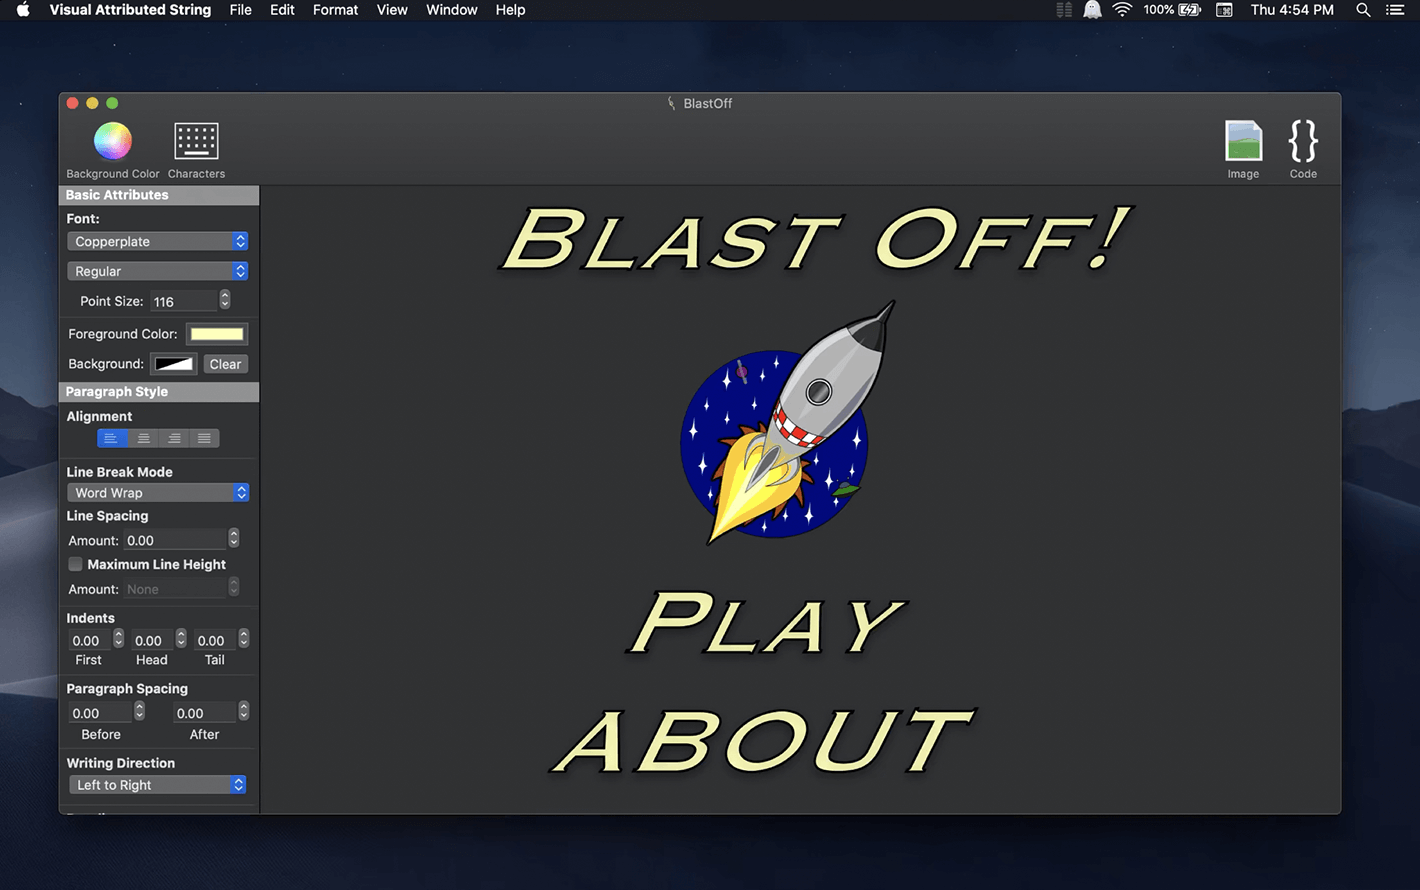 Visual Attributed String File Edit Format View Window Help 100% Thu 4:54 PM
BlastOff
Background Color Characters Image Code
Basic Attributes
Font:
Copperplate
Regular
Point Size: 116
Foreground Color:
Background: Clear
Paragraph Style
Alignment
Line Break Mode
Word Wrap
Line Spacing
Amount: 0.00
Maximum Line Height
Amount: None
Indents
0.00 0.00 0.00
First Head Tail
Paragraph Spacing
0.00 0.00
Before After
Writing Direction
Left to Right
Blast Off!
Play
About